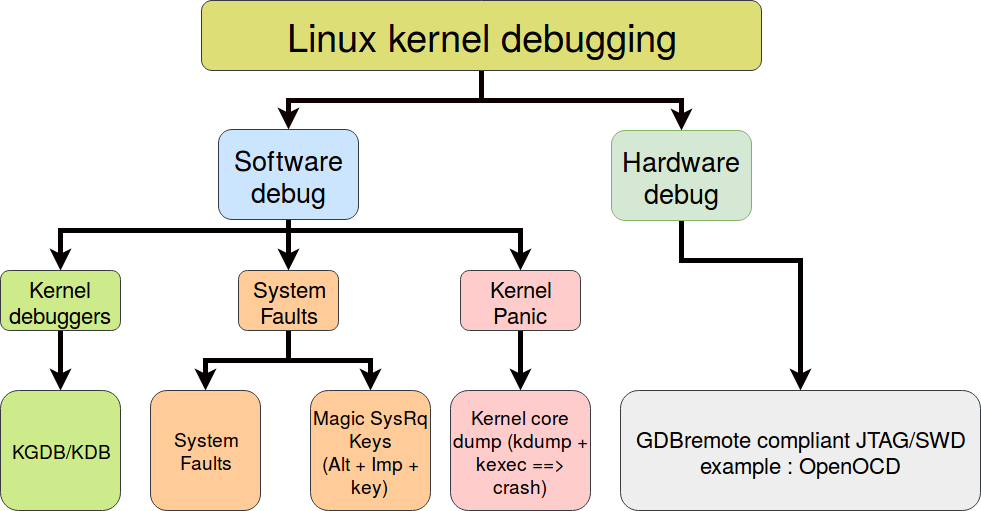 Linux kernel debugging
Software
debug
Hardware
debug
Kernel
debuggers
System
Faults
Kernel
Panic
KGDB/KDB
System
Faults
Magic SysRq
Keys
(Alt + Imp +
key)
Kernel core
dump (kdump +
kexec ==>
crash)
GDBremote compliant JTAG/SWD
example : OpenOCD